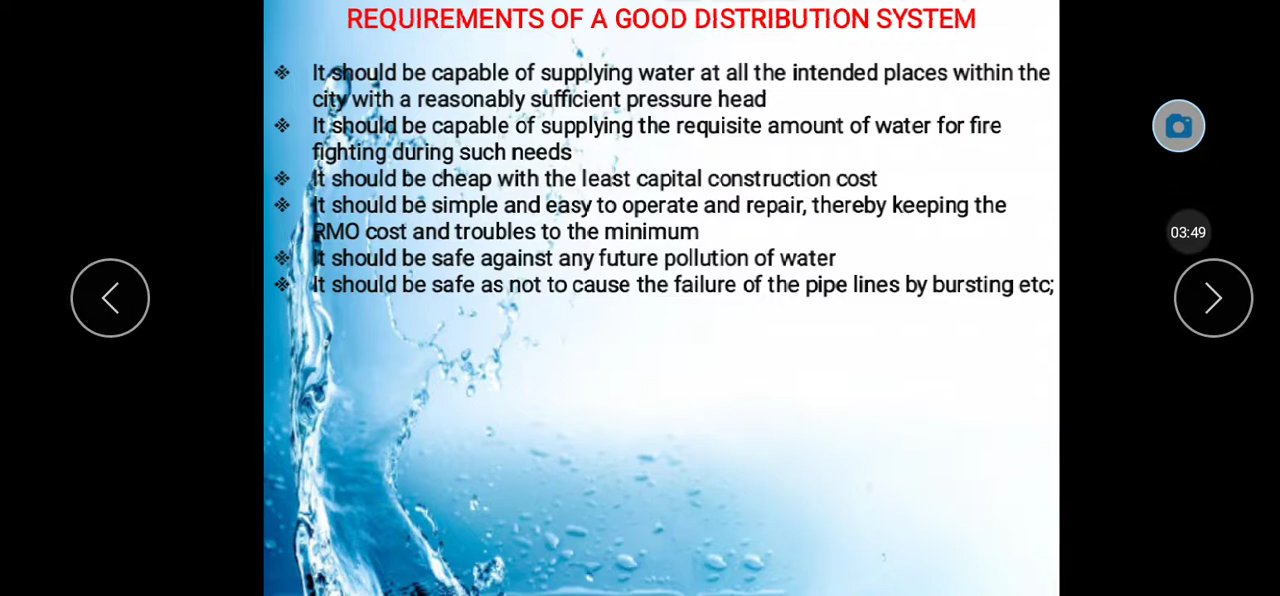 REQUIREMENTS OF A GOOD DISTRIBUTION SYSTEM
It should be capable of supplying water at all the intended places within the
city with a reasonably sufficient pressure head
It should be capable of supplying the requisite amount of water for fire
fighting during such needs
It should be cheap with the least capital construction cost
It should be simple and easy to operate and repair, thereby keeping the
RMO cost and troubles to the minimum
It should be safe against any future pollution of water
It should be safe as not to cause the failure of the pipe lines by bursting etc;
03:49